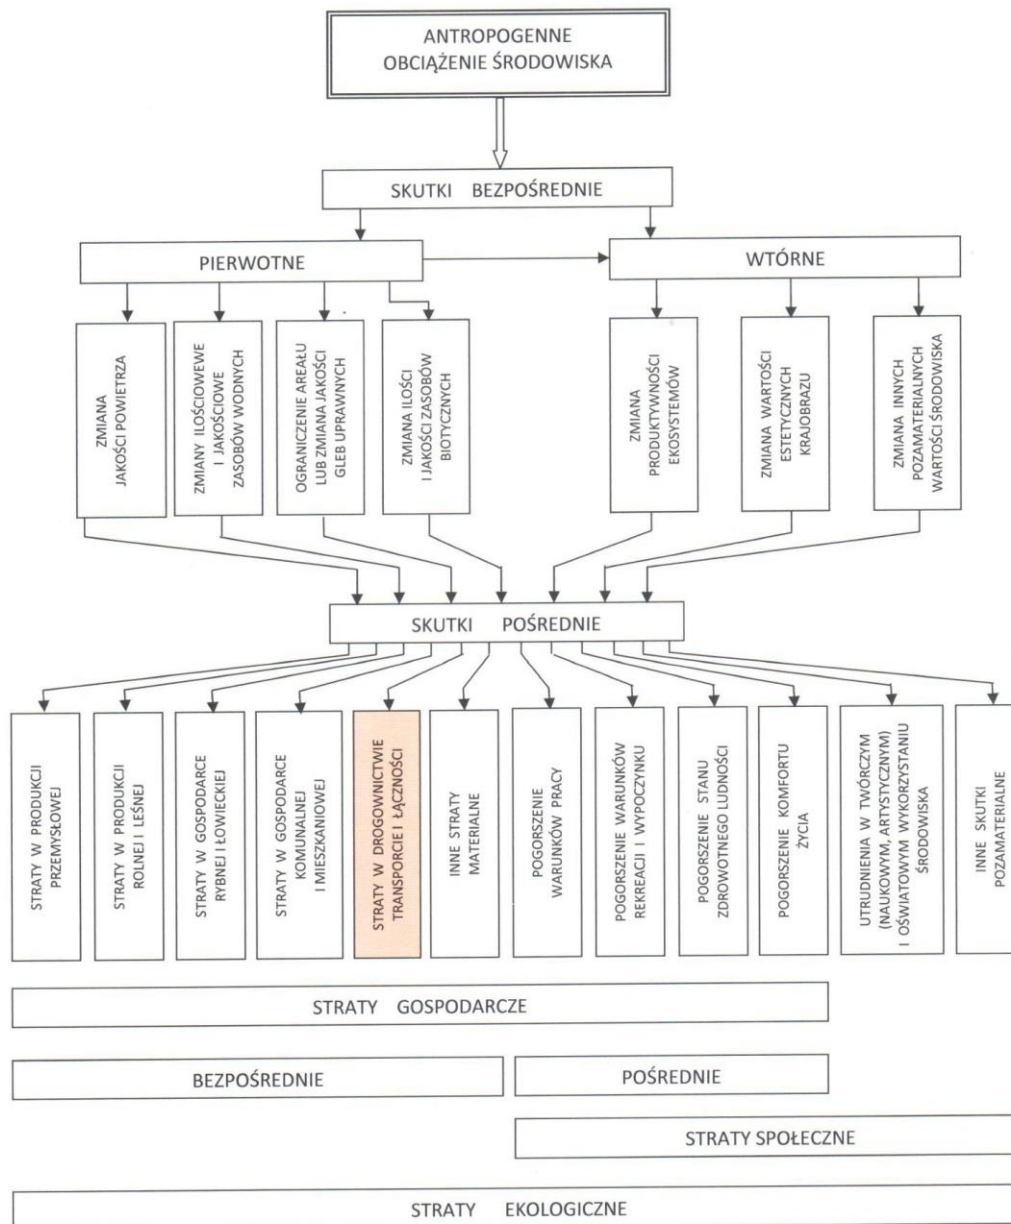 ANTROPOGENNE
OBCIĄŻENIE ŚRODOWISKA
SKUTKI BEZPOŚREDNIE
PIERWOTNE
WTÓRNE
ZMIANA
JAKOŚCI POWIETRZA
ZMIANY ILOŚCIOWEWE
I JAKOŚCIOWE
ZASOBÓW WODNYCH
OGRANICZENIE AREAŁU
LUB ZMIANA JAKOŚCI
GLEB UPRAWNYCH
ZMIANA ILOŚCI
I JAKOŚCI ZASOBÓW
BIOTYCZNYCH
ZMIANA
PRODUKTYWNOŚCI
EKOSYSTEMÓW
ZMIANA WARTOŚCI
ESTETYCZNYCH
KRAJOBRAZU
ZMIANA INNYCH
POZAMATERIALNYCH
WARTOŚCI ŚRODOWISKA
SKUTKI POŚREDNIE
STRATY W PRODUKCJI
PRZEMYSŁOWEJ
STRATY W PRODUKCJI
ROLNEJ I LEŚNEJ
STRATY W GOSPODARCE
RYBNEJ I ŁOWIECKIEJ
STRATY W GOSPODARCE
KOMUNALNEJ
I MIESZKANIOWEJ
STRATY W DROGOWNICTWIE
TRANSPORCIE I ŁĄCZNOŚCI
INNE STRATY
MATERIALNE
POGORSZENIE
WARUNKÓW PRACY
POGORSZENIE WARUNKÓW
REKREACJI I WYPOCZYNKU
POGORSZENIE STANU
ZDROWOTNEGO LUDNOŚCI
POGORSZENIE KOMFORTU
ŻYCIA
UTRUDNIENIA W TWÓRCZYM
(NAUKOWYM, ARTYSTYCZNYM)
I OŚWIATOWYM WYKORZYSTANIU
ŚRODOWISKA
INNE SKUTKI
POZAMATERIALNE
STRATY GOSPODARCZE
BEZPOŚREDNIE
POŚREDNIE
STRATY SPOŁECZNE
STRATY EKOLOGICZNE